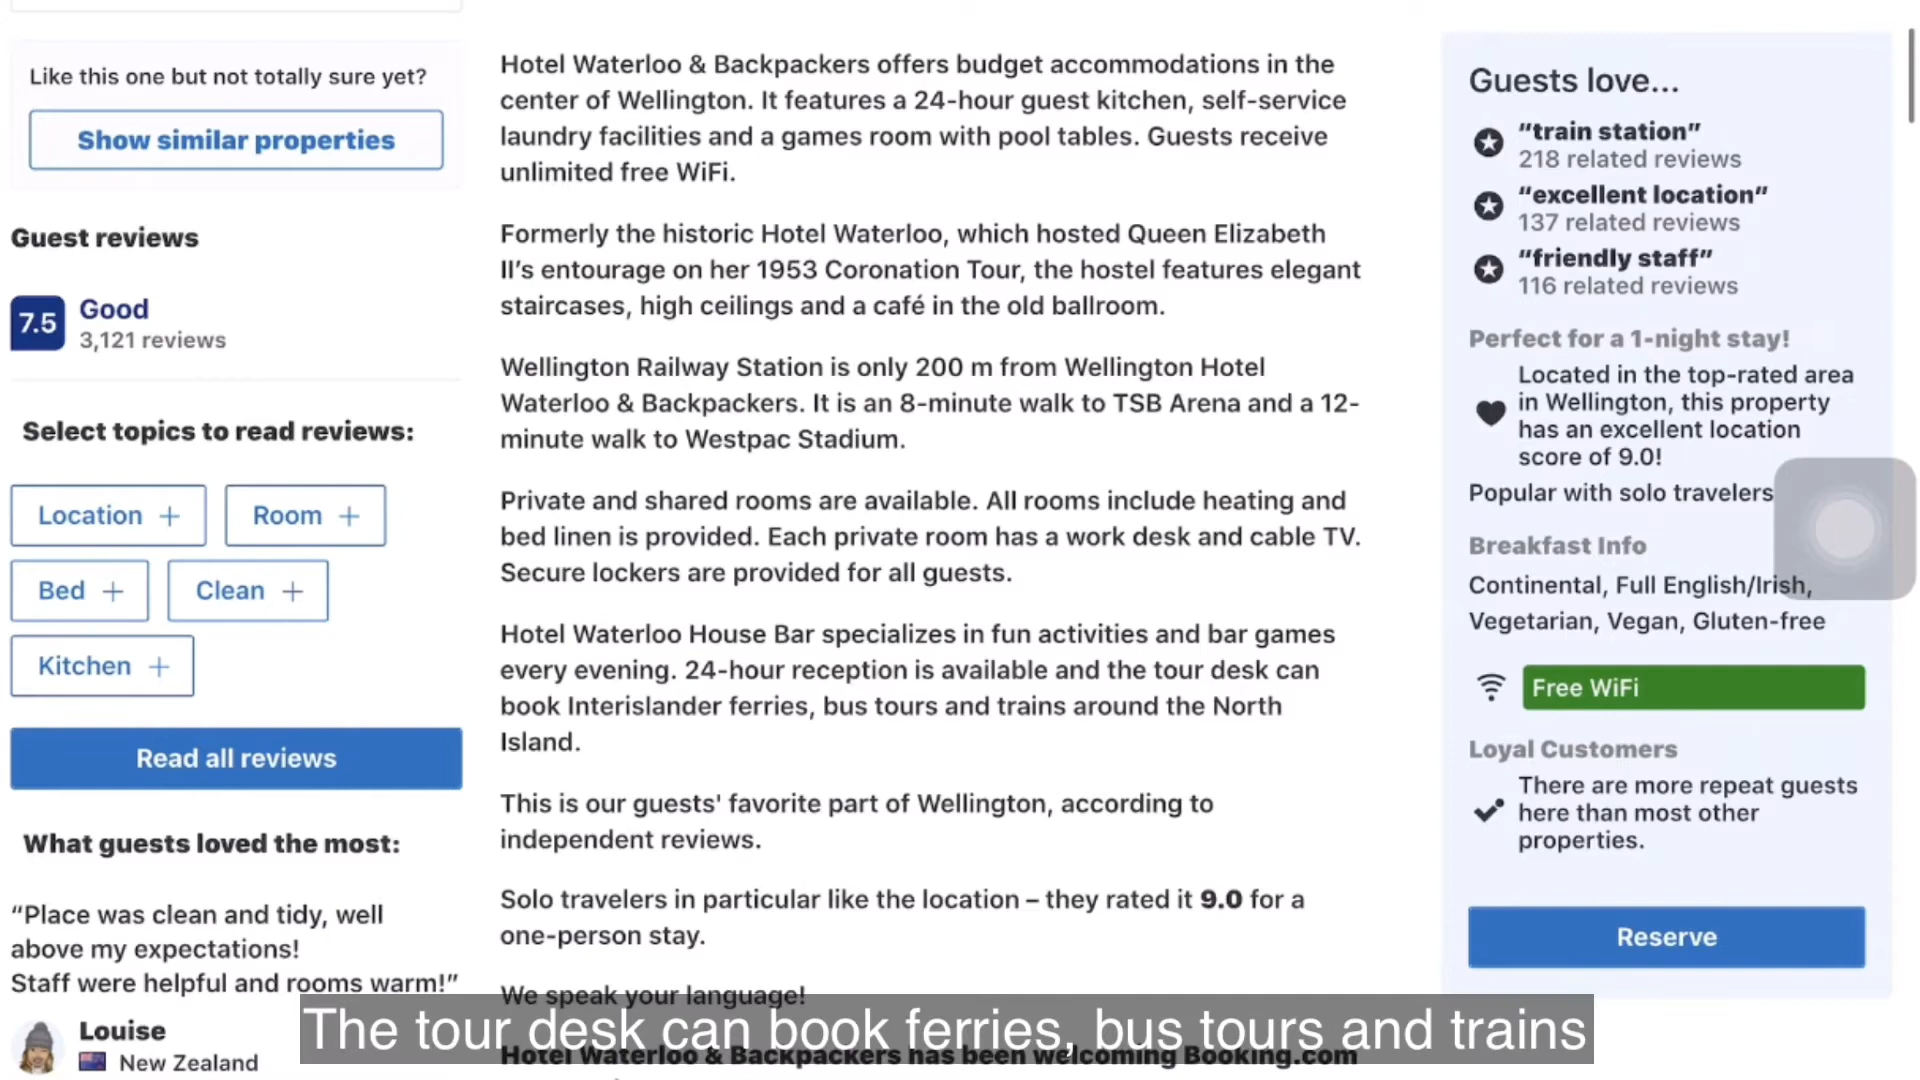 Like this one but not totally sure yet?
Show similar properties
Guest reviews
7.5
Good
3,121 reviews
Select topics to read reviews:
Location +
Room +
Bed +
Clean +
Kitchen +
Read all reviews
What guests loved the most:
“Place was clean and tidy, well
above my expectations!
Staff were helpful and rooms warm!”
Louise
New Zealand
Hotel Waterloo & Backpackers offers budget accommodations in the
center of Wellington. It features a 24-hour guest kitchen, self-service
laundry facilities and a games room with pool tables. Guests receive
unlimited free WiFi.
Formerly the historic Hotel Waterloo, which hosted Queen Elizabeth
II’s entourage on her 1953 Coronation Tour, the hostel features elegant
staircases, high ceilings and a café in the old ballroom.
Wellington Railway Station is only 200 m from Wellington Hotel
Waterloo & Backpackers. It is an 8-minute walk to TSB Arena and a 12-
minute walk to Westpac Stadium.
Private and shared rooms are available. All rooms include heating and
bed linen is provided. Each private room has a work desk and cable TV.
Secure lockers are provided for all guests.
Hotel Waterloo House Bar specializes in fun activities and bar games
every evening. 24-hour reception is available and the tour desk can
book Interislander ferries, bus tours and trains around the North
Island.
This is our guests' favorite part of Wellington, according to
independent reviews.
Solo travelers in particular like the location – they rated it 9.0 for a
one-person stay.
We speak your language!
Hotel Waterloo & Backpackers has been welcoming Booking.com
Guests love...
“train station”
218 related reviews
“excellent location”
137 related reviews
“friendly staff”
116 related reviews
Perfect for a 1-night stay!
Located in the top-rated area
in Wellington, this property
has an excellent location
score of 9.0!
Popular with solo travelers
Breakfast Info
Continental, Full English/Irish,
Vegetarian, Vegan, Gluten-free
Free WiFi
Loyal Customers
There are more repeat guests
here than most other
properties.
Reserve
The tour desk can book ferries, bus tours and trains